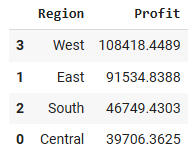 Region Profit
3 West 108418.4489
1 East 91534.8388
2 South 46749.4303
0 Central 39706.3625